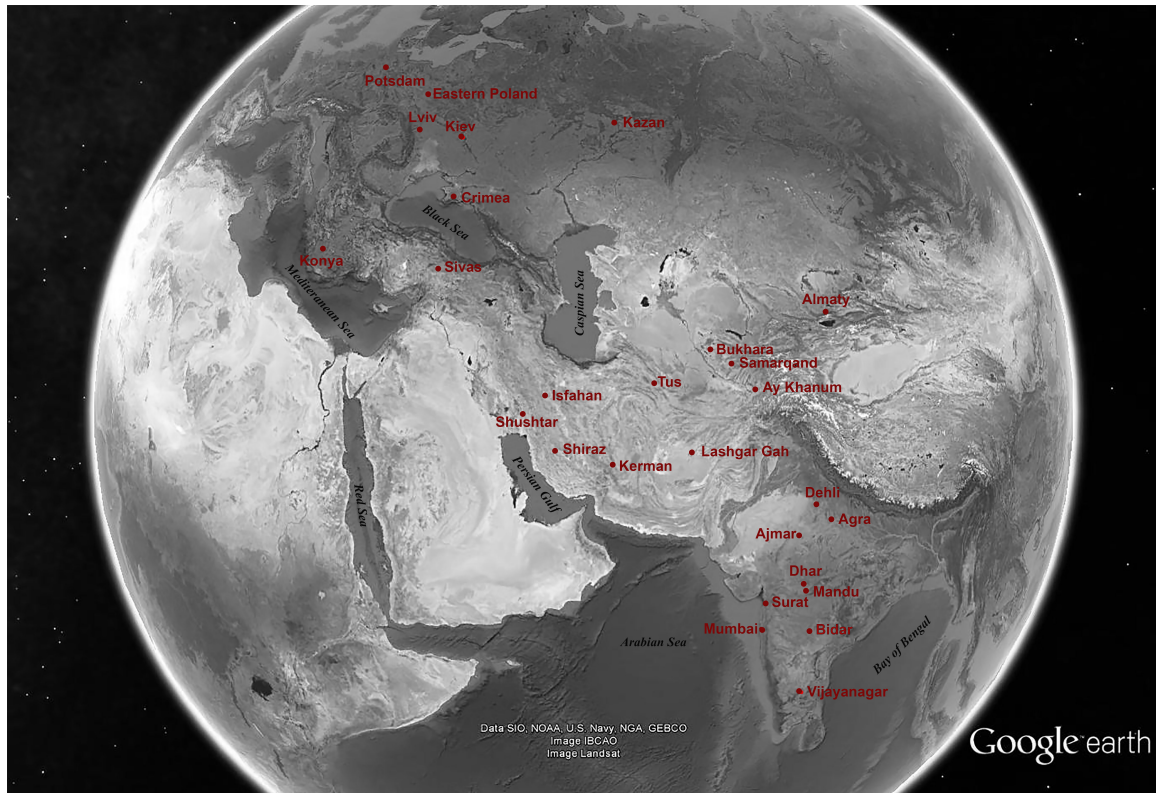 Potsdam
Eastern Poland
Lviv
Kiev
Kazan
Crimea
Black Sea
Konya
Sivas
Mediteranean Sea
Caspian Sea
Almaty
Bukhara
Samarqand
Tus
Ay Khanum
Isfahan
Shushtar
Shiraz
Kerman
Lashgar Gah
Persian Gulf
Red Sea
Dehli
Agra
Ajmar
Dhar
Mandu
Surat
Mumbai
Bidar
Arabian Sea
Bay of Bengal
Vijayanagar
Data SIO, NOAA, U.S. Navy, NGA, GEBCO
Image IBCAO
Image Landsat
Google earth